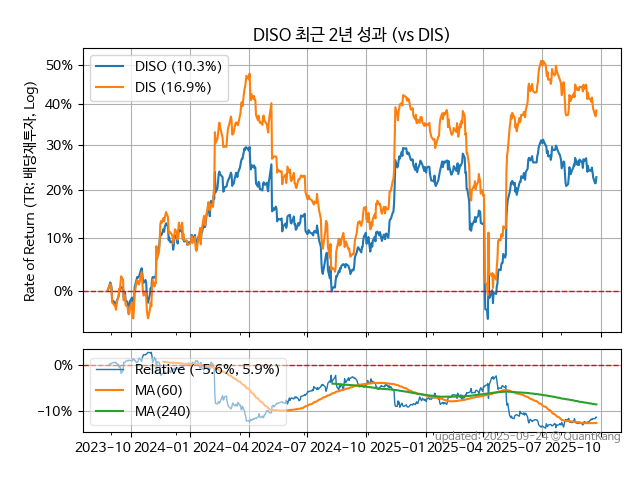 DISO 최근 2년 성과 (vs DIS)
Rate of Return (TR: 배당재투자, Log)
50%
40%
30%
20%
10%
0%
DISO (10.3%)
DIS (16.9%)
0%
−10%
Relative (−5.6%, 5.9%)
MA(60)
MA(240)
updated: 2025-09-24 © QuantKang
2023-10 2024-01 2024-04 2024-07 2024-10 2025-01 2025-04 2025-07 2025-10